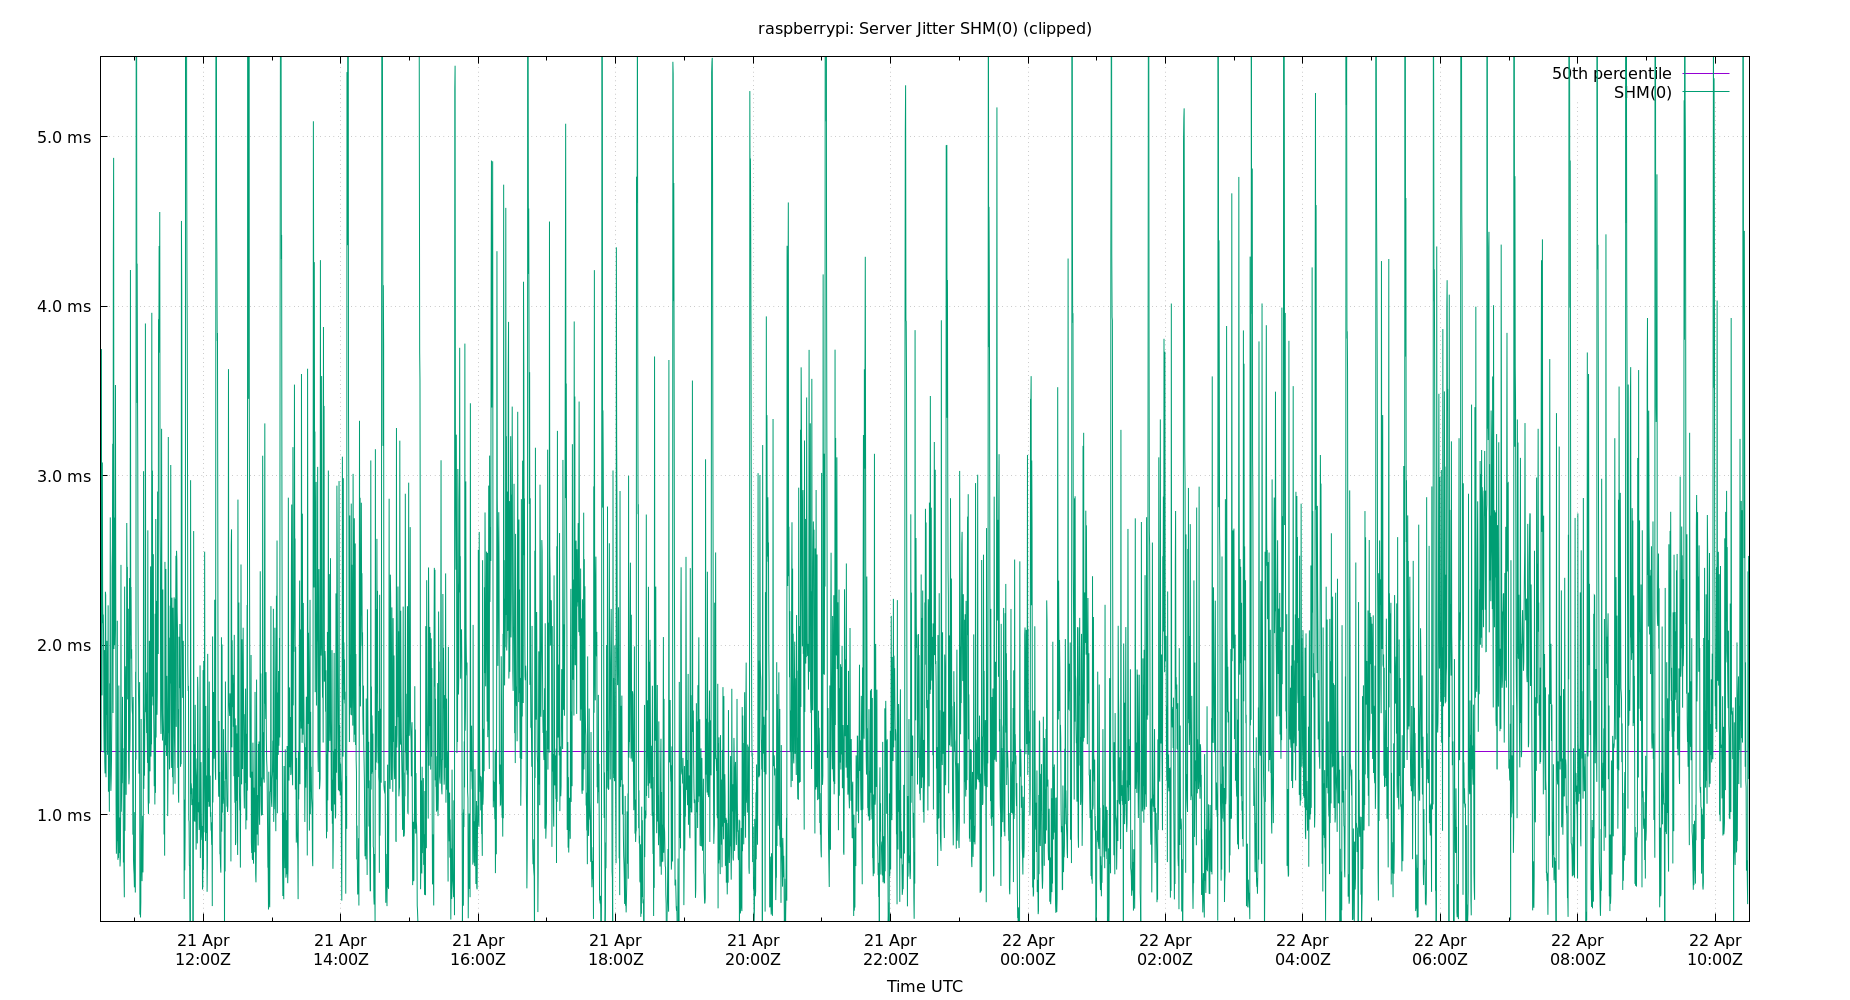 raspberrypi: Server Jitter SHM(0) (clipped)
50th percentile
SHM(0)
5.0 ms
4.0 ms
3.0 ms
2.0 ms
1.0 ms
21 Apr 21 Apr 21 Apr 21 Apr 21 Apr 21 Apr 22 Apr 22 Apr 22 Apr 22 Apr 22 Apr 22 Apr
12:00Z 14:00Z 16:00Z 18:00Z 20:00Z 22:00Z 00:00Z 02:00Z 04:00Z 06:00Z 08:00Z 10:00Z
Time UTC